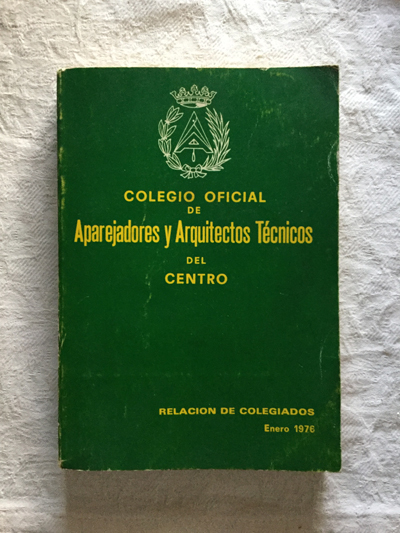 COLEGIO OFICIAL
DE
Aparejadores y Arquitectos Técnicos
DEL
CENTRO
RELACION DE COLEGIADOS
Enero 1976